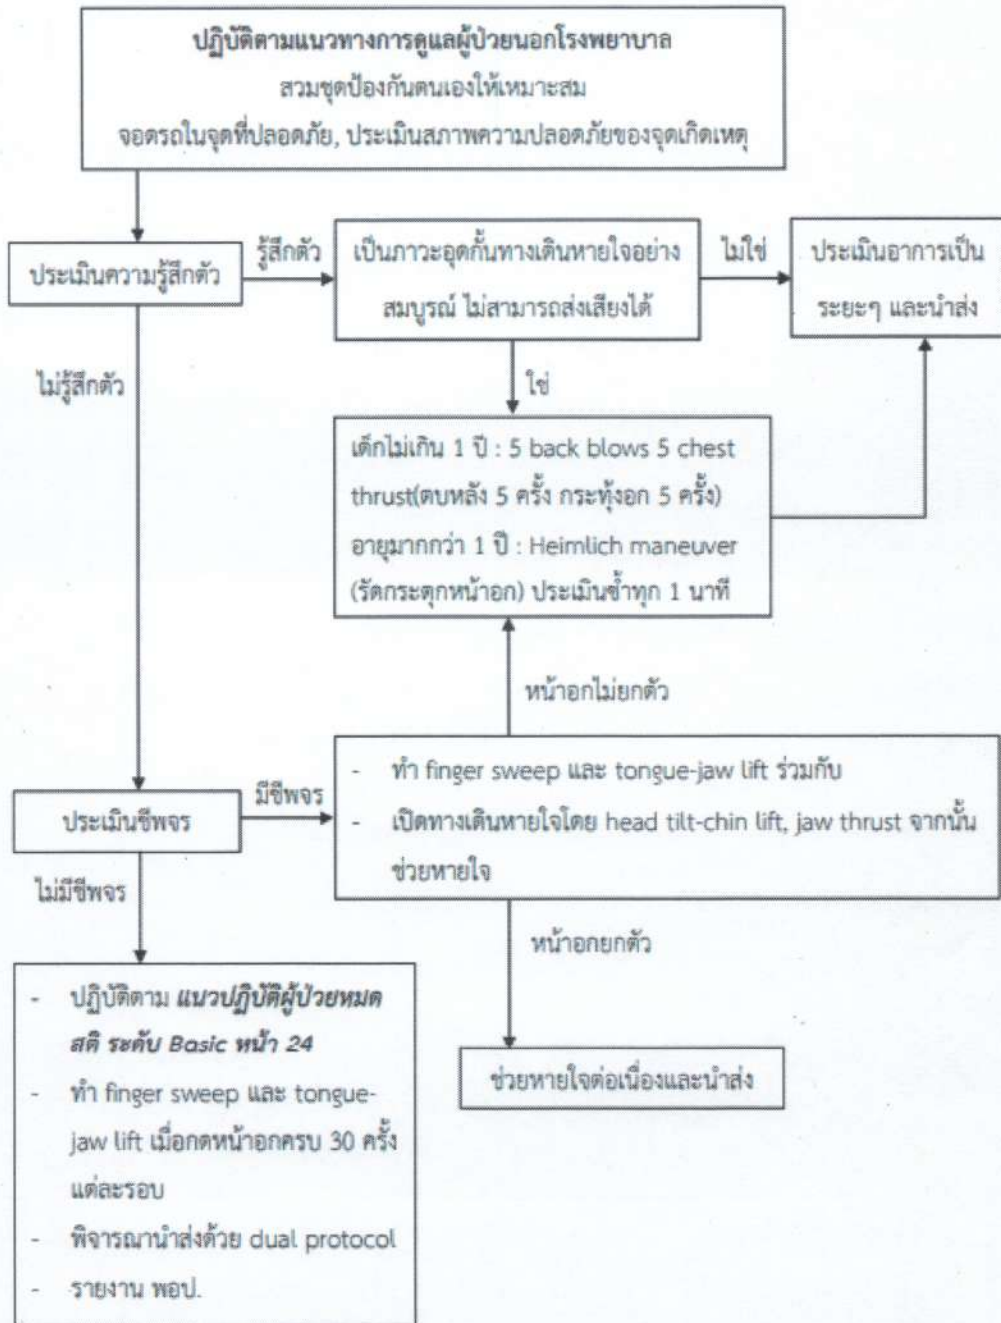 ปฏิบัติตามแนวทางการดูแลผู้ป่วยนอกโรงพยาบาล
สวมชุดป้องกันตนเองให้เหมาะสม
จอดรถในจุดที่ปลอดภัย, ประเมินสภาพความปลอดภัยของจุดเกิดเหตุ
ประเมินความรู้สึกตัว
รู้สึกตัว
เป็นภาวะอุดกั้นทางเดินหายใจอย่าง
สมบูรณ์ ไม่สามารถส่งเสียงได้
ไม่ใช่
ประเมินอาการเป็น
ระยะๆ และนำส่ง
ไม่รู้สึกตัว
ใช่
เด็กไม่เกิน 1 ปี : 5 back blows 5 chest
thrust(ตบหลัง 5 ครั้ง กระทุ้งอก 5 ครั้ง)
อายุมากกว่า 1 ปี : Heimlich maneuver
(รัดกระตุกหน้าอก) ประเมินซ้ำทุก 1 นาที
หน้าอกไม่ยกตัว
ประเมินชีพจร
มีชีพจร
- ทำ finger sweep และ tongue-jaw lift ร่วมกับ
- เปิดทางเดินหายใจโดย head tilt-chin lift, jaw thrust จากนั้น
ช่วยหายใจ
ไม่มีชีพจร
หน้าอกยกตัว
- ปฏิบัติตาม แนวปฏิบัติผู้ป่วยหมด
สติ ระดับ Basic หน้า 24
- ทำ finger sweep และ tongue-
jaw lift เมื่อกดหน้าอกครบ 30 ครั้ง
แต่ละรอบ
- พิจารณานำส่งด้วย dual protocol
- รายงาน พอป.
ช่วยหายใจต่อเนื่องและนำส่ง